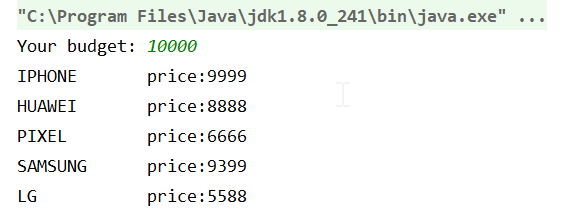 "C:\Program Files\Java\jdk1.8.0_241\bin\java.exe" ...
Your budget: 10000
IPHONE price:9999
HUAWEI price:8888
PIXEL price:6666
SAMSUNG price:9399
LG price:5588